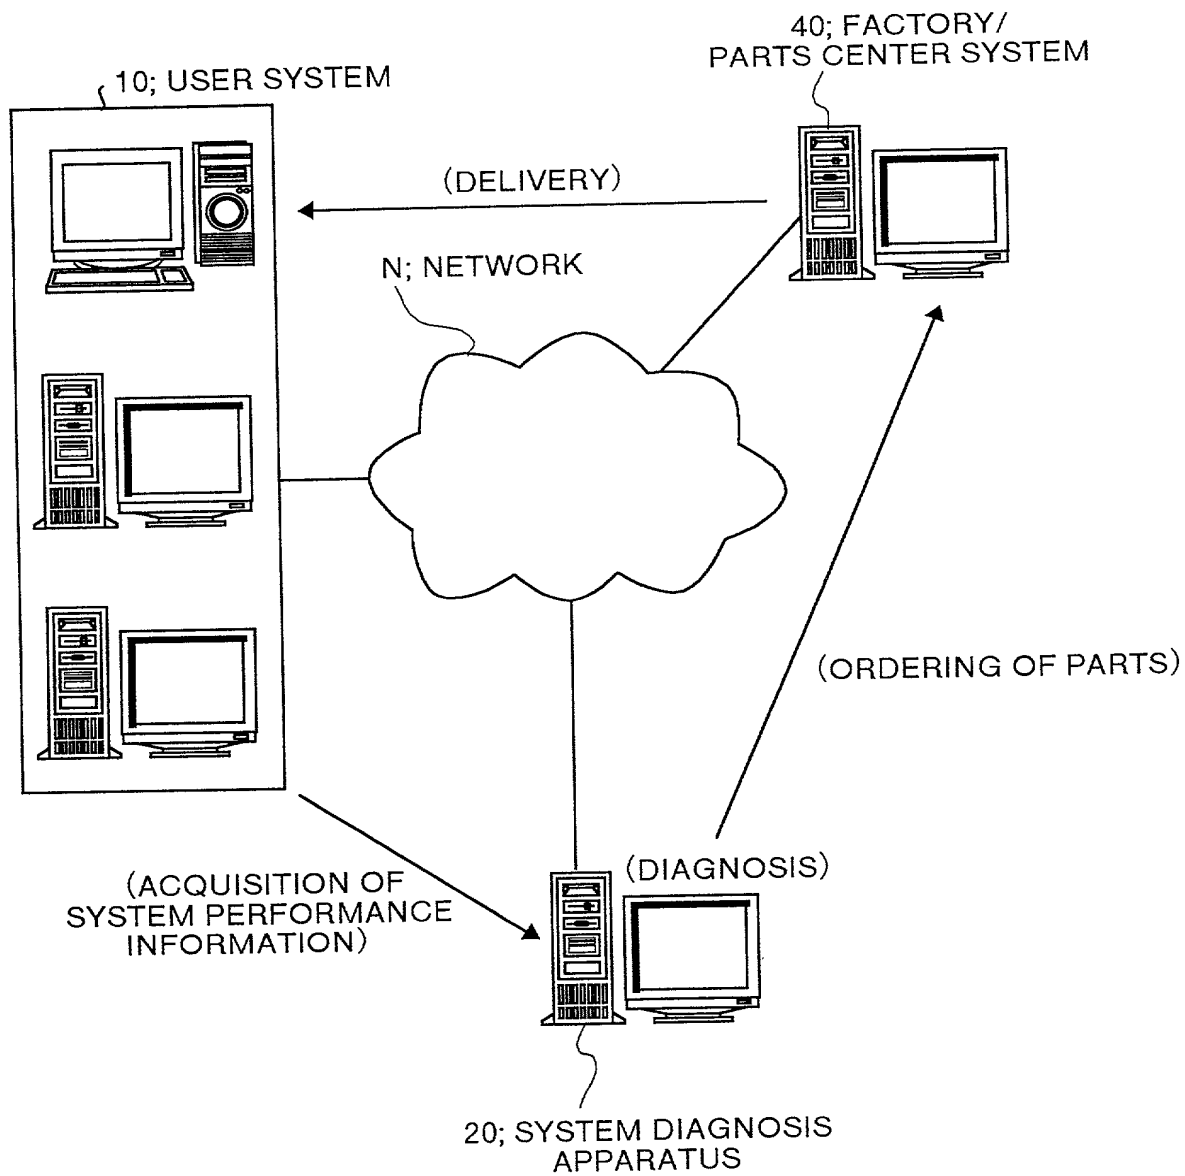 40; FACTORY/
PARTS CENTER SYSTEM
10; USER SYSTEM
(DELIVERY)
N; NETWORK
(ORDERING OF PARTS)
(DIAGNOSIS)
(ACQUISITION OF
SYSTEM PERFORMANCE
INFORMATION)
20; SYSTEM DIAGNOSIS
APPARATUS